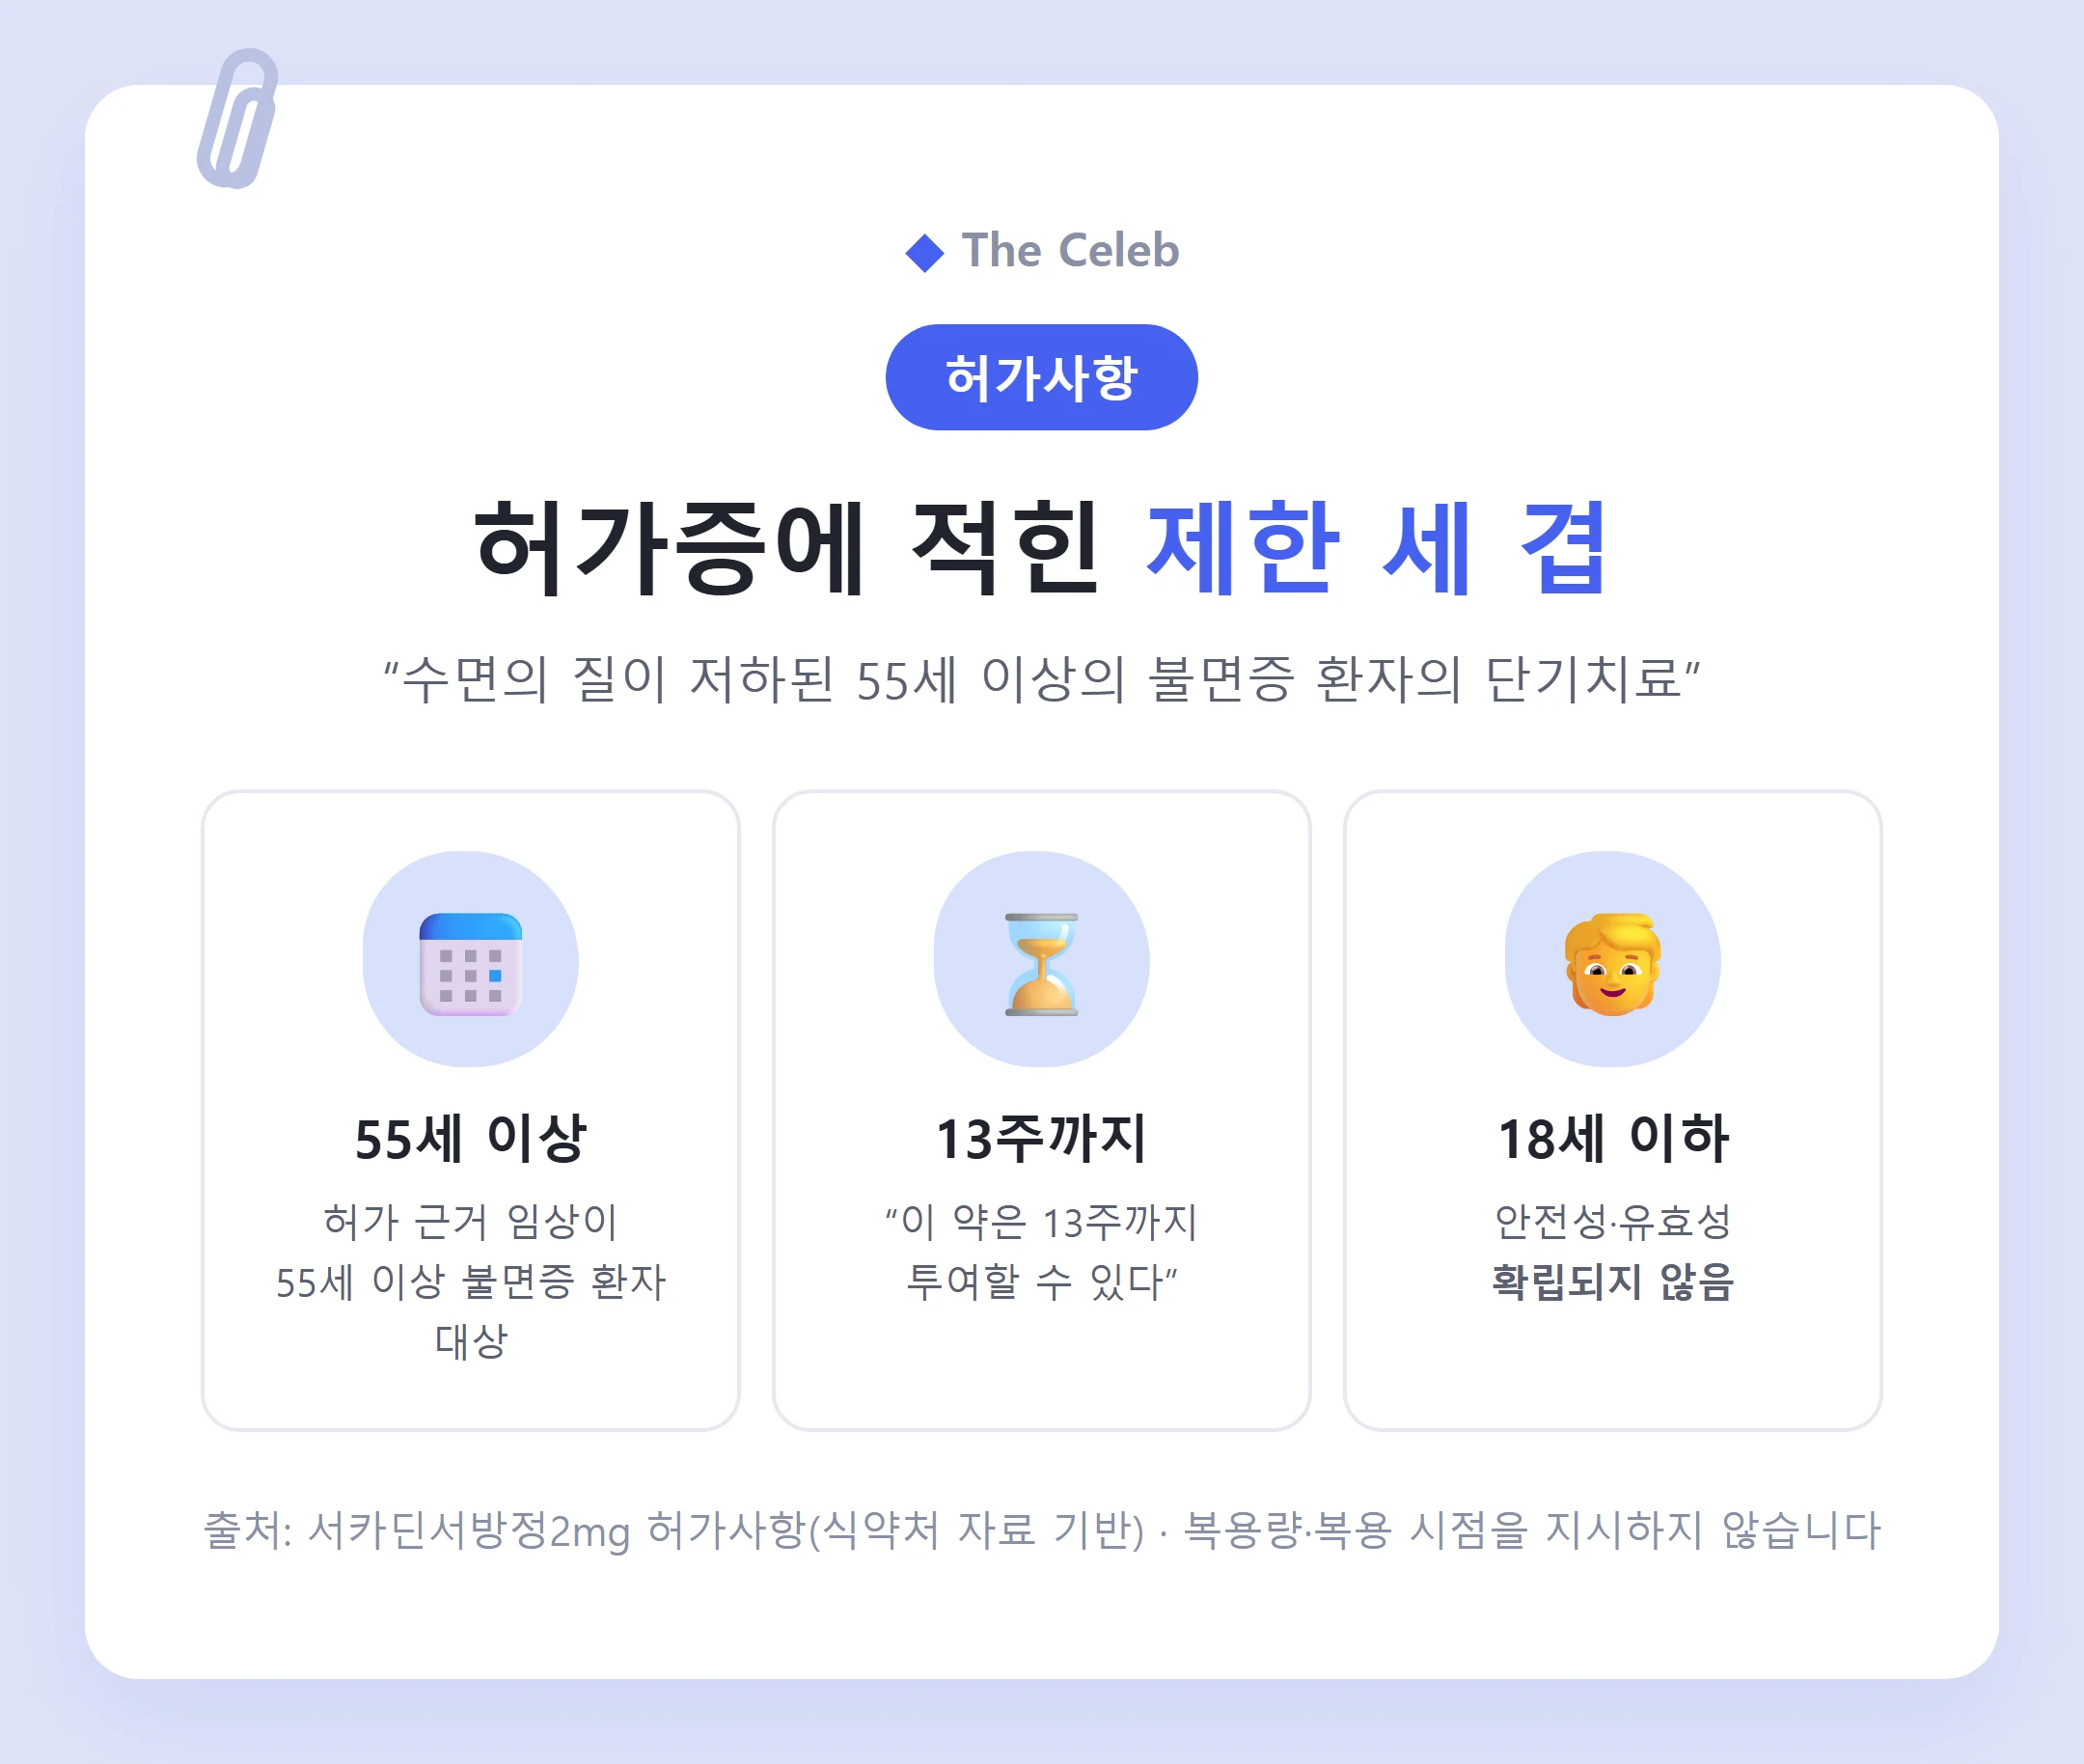 The Celeb
허가사항
허가증에 적힌 제한 세 겹
“수면의 질이 저하된 55세 이상의 불면증 환자의 단기치료”
55세 이상
허가 근거 임상이
55세 이상 불면증 환자
대상
13주까지
“이 약은 13주까지
투여할 수 있다”
18세 이하
안전성·유효성
확립되지 않음
출처: 서카딘서방정2mg 허가사항(식약처 자료 기반) · 복용량·복용 시점을 지시하지 않습니다